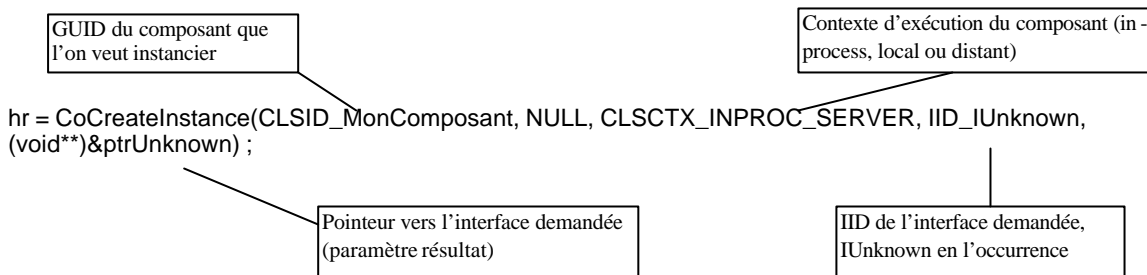 GUID du composant que
l'on veut instancier
Contexte d'exécution du composant (in -
process, local ou distant)
hr = CoCreateInstance(CLSID_MonComposant, NULL, CLSCTX_INPROC_SERVER, IID_IUnknown,
(void**)&ptrUnknown) ;
Pointeur vers l'interface demandée
(paramètre résultat)
IID de l'interface demandée,
IUnknown en l'occurrence